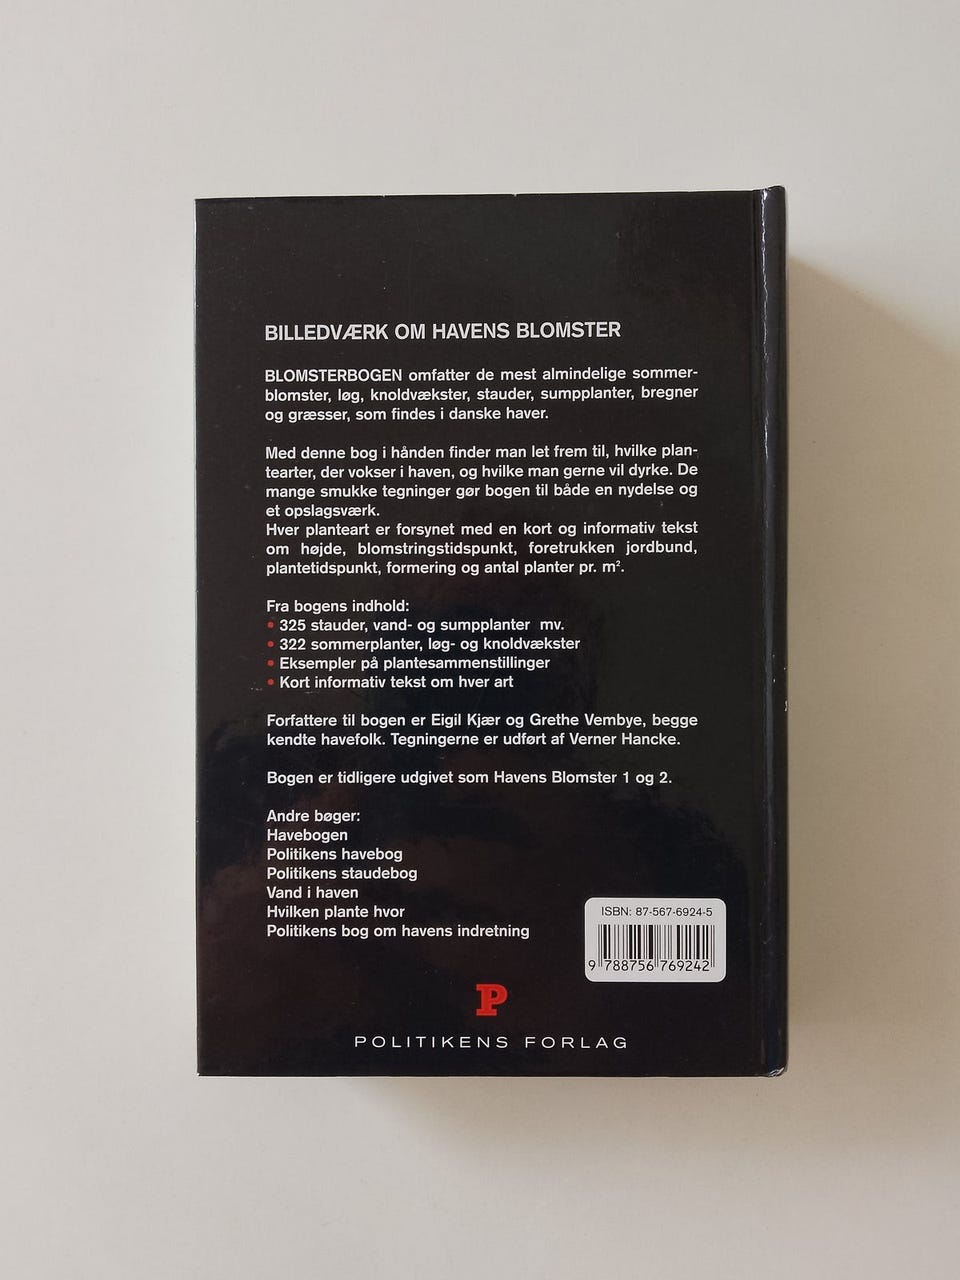 BILLEDVÆRK OM HAVENS BLOMSTER
BLOMSTERBOGEN omfatter de mest almindelige sommer-
blomster, løg, knoldvækster, stauder, sumpplanter, bregner
og græsser, som findes i danske haver.
Med denne bog i hånden finder man let frem til, hvilke plan-
tearter, der vokser i haven, og hvilke man gerne vil dyrke. De
mange smukke tegninger gør bogen til både en nydelse og
et opslagsværk.
Hver planteart er forsynet med en kort og informativ tekst
om højde, blomstringstidspunkt, foretrukken jordbund,
plantetidspunkt, formering og antal planter pr. m².
Fra bogens indhold:
• 325 stauder, vand- og sumpplanter mv.
• 322 sommerplanter, løg- og knoldvækster
• Eksempler på plantesammenstillinger
• Kort informativ tekst om hver art
Forfattere til bogen er Eigil Kjær og Grethe Vembye, begge
kendte havefolk. Tegningerne er udført af Verner Hancke.
Bogen er tidligere udgivet som Havens Blomster 1 og 2.
Andre bøger:
Havebogen
Politikens havebog
Politikens staudebog
Vand i haven
Hvilken plante hvor
Politikens bog om havens indretning
ISBN: 87-567-6924-5
9 788756 769242
P
POLITIKENS FORLAG